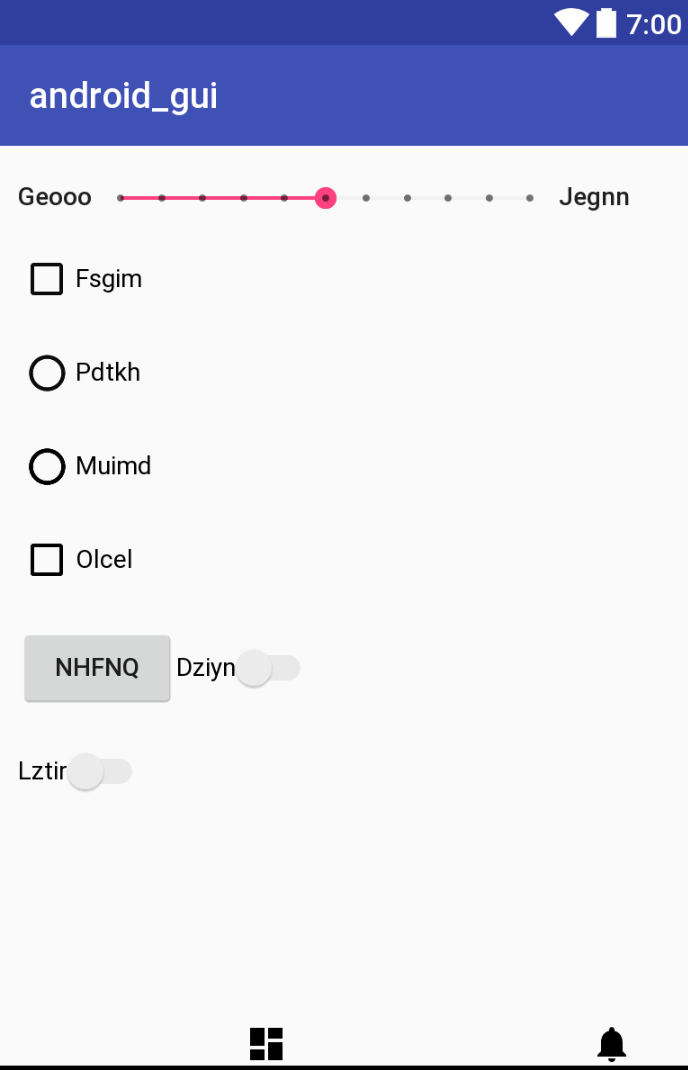 7:00
android_gui
Geooo Jegnn
Fsgim
Pdtkh
Muimd
Olcel
NHFNQ Dziyn
Lztir